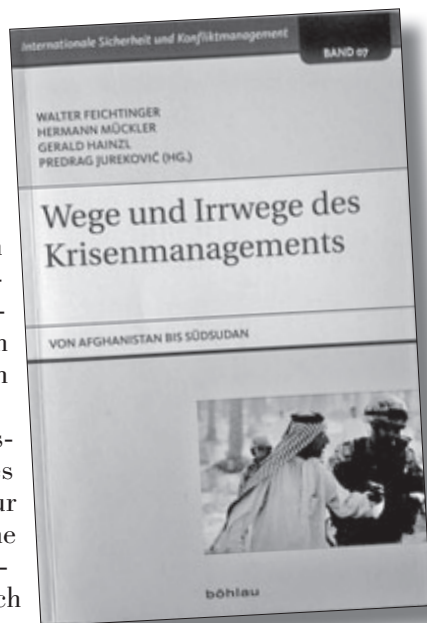 Internationale Sicherheit und Konfliktmanagement
BAND 07
WALTER FEICHTINGER
HERMANN MÜCKLER
GERALD HAINZL
PREDRAG JUREKOVIĆ (HG.)
Wege und Irrwege des
Krisenmanagements
VON AFGHANISTAN BIS SÜDSUDAN
böhlau